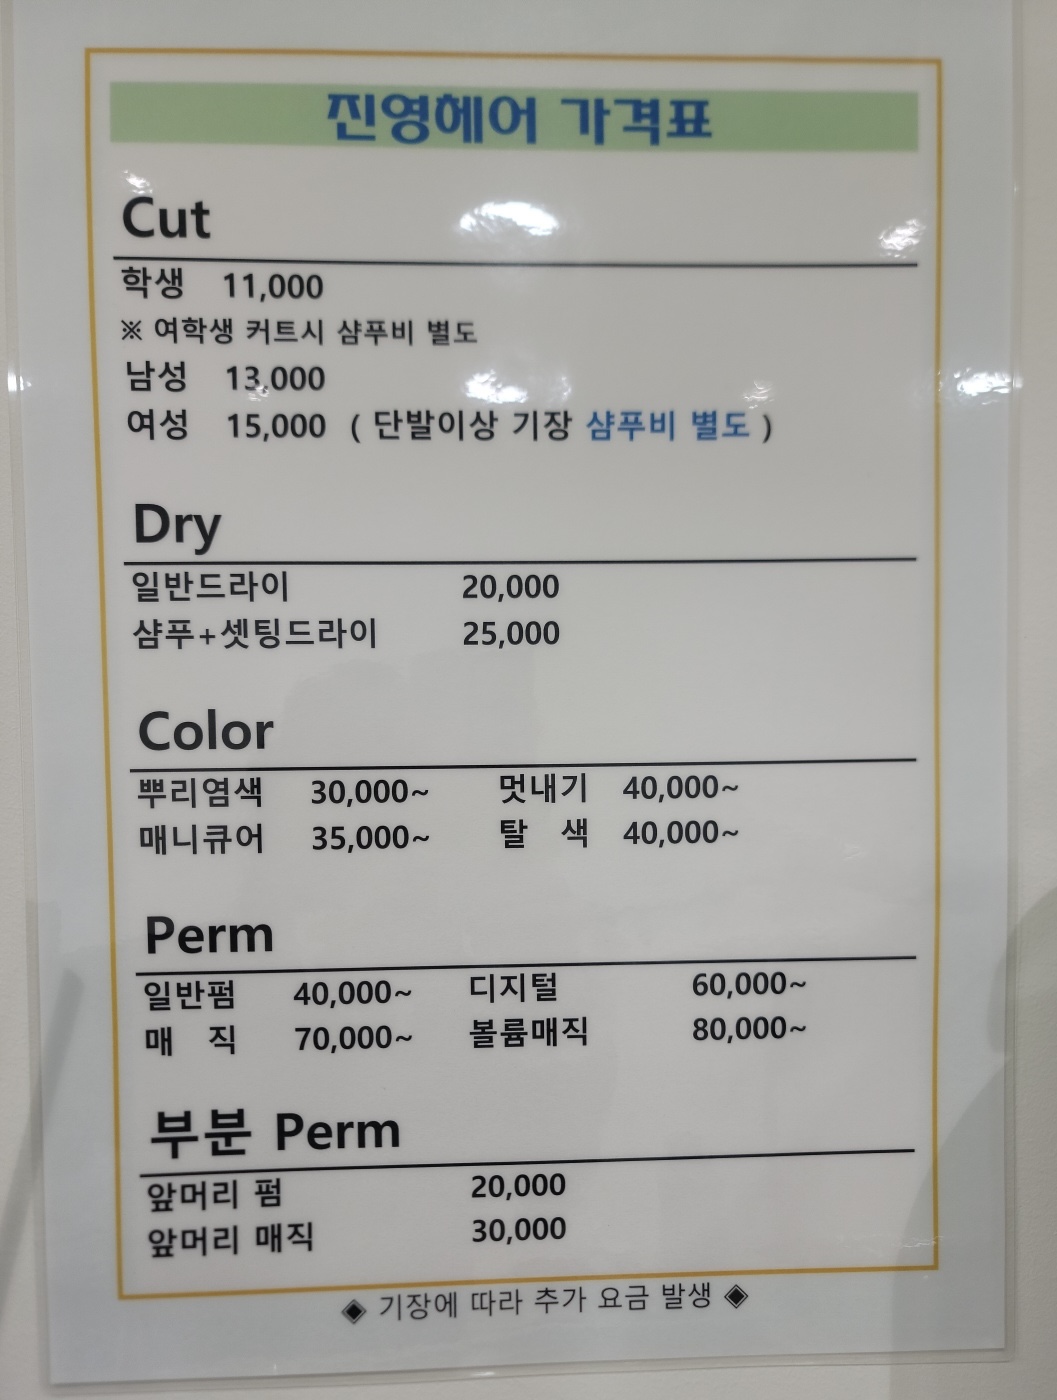 진영헤어 가격표
Cut
학생 11,000
※ 여학생 커트시 샴푸비 별도
남성 13,000
여성 15,000 ( 단발이상 기장 샴푸비 별도 )
Dry
일반드라이 20,000
샴푸+셋팅드라이 25,000
Color
뿌리염색 30,000~ 멋내기 40,000~
매니큐어 35,000~ 탈 색 40,000~
Perm
일반펌 40,000~ 디지털 60,000~
매 직 70,000~ 볼륨매직 80,000~
부분 Perm
앞머리 펌 20,000
앞머리 매직 30,000
◈ 기장에 따라 추가 요금 발생 ◈